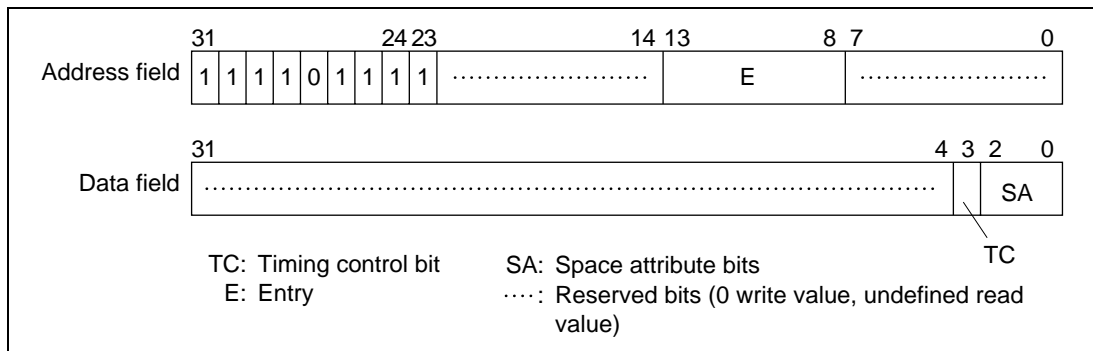 31 24 23 14 13 8 7 0
Address field 1 1 1 1 0 1 1 1 1 ························ E ························
31 4 3 2 0
Data field ················································································ SA
TC
TC: Timing control bit SA: Space attribute bits
E: Entry ····: Reserved bits (0 write value, undefined read
value)